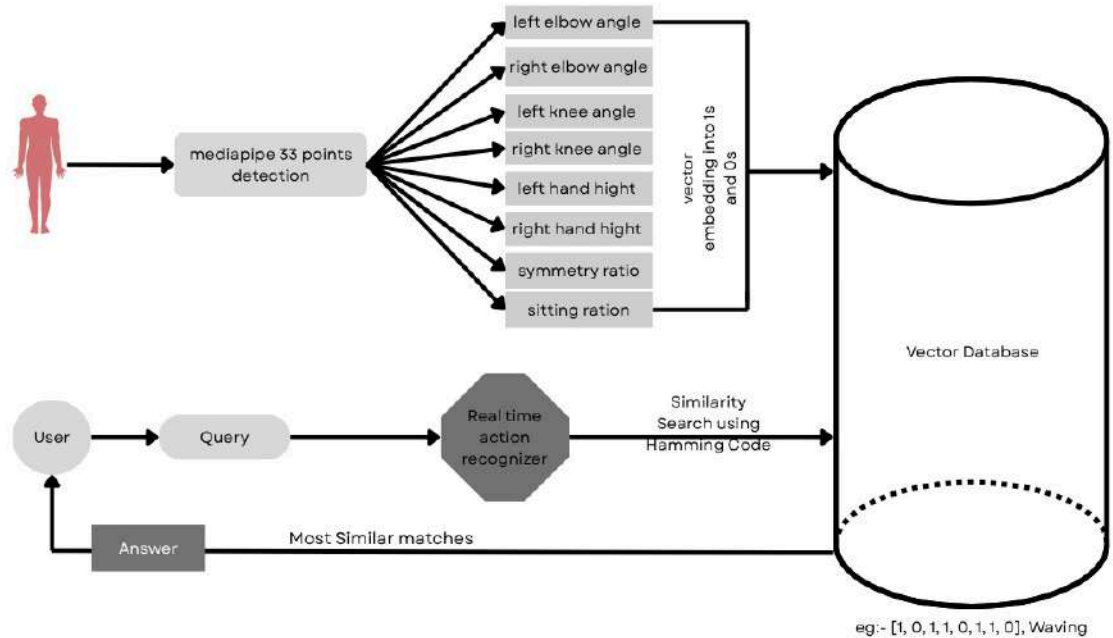 left elbow angle
right elbow angle
left knee angle
right knee angle
left hand hight
right hand hight
symmetry ratio
sitting ration
mediapipe 33 points
detection
vector
embedding into 1s
and 0s
Vector Database
User
Query
Real time
action
recognizer
Similarity
Search using
Hamming Code
Answer
Most Similar matches
eg:- [1, 0, 1, 1, 0, 1, 1, 0], Waving